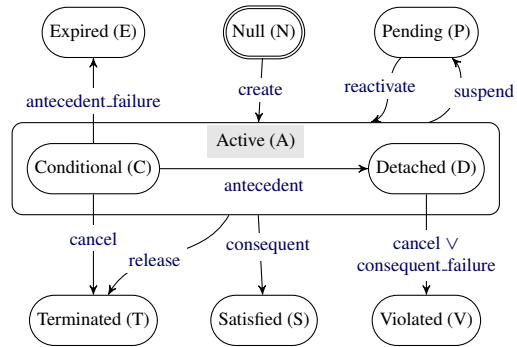 Expired (E)
Null (N)
Pending (P)
antecedent_failure
create
reactivate
suspend
Active (A)
Conditional (C)
antecedent
Detached (D)
cancel
release
consequent
cancel ∨
consequent_failure
Terminated (T)
Satisfied (S)
Violated (V)